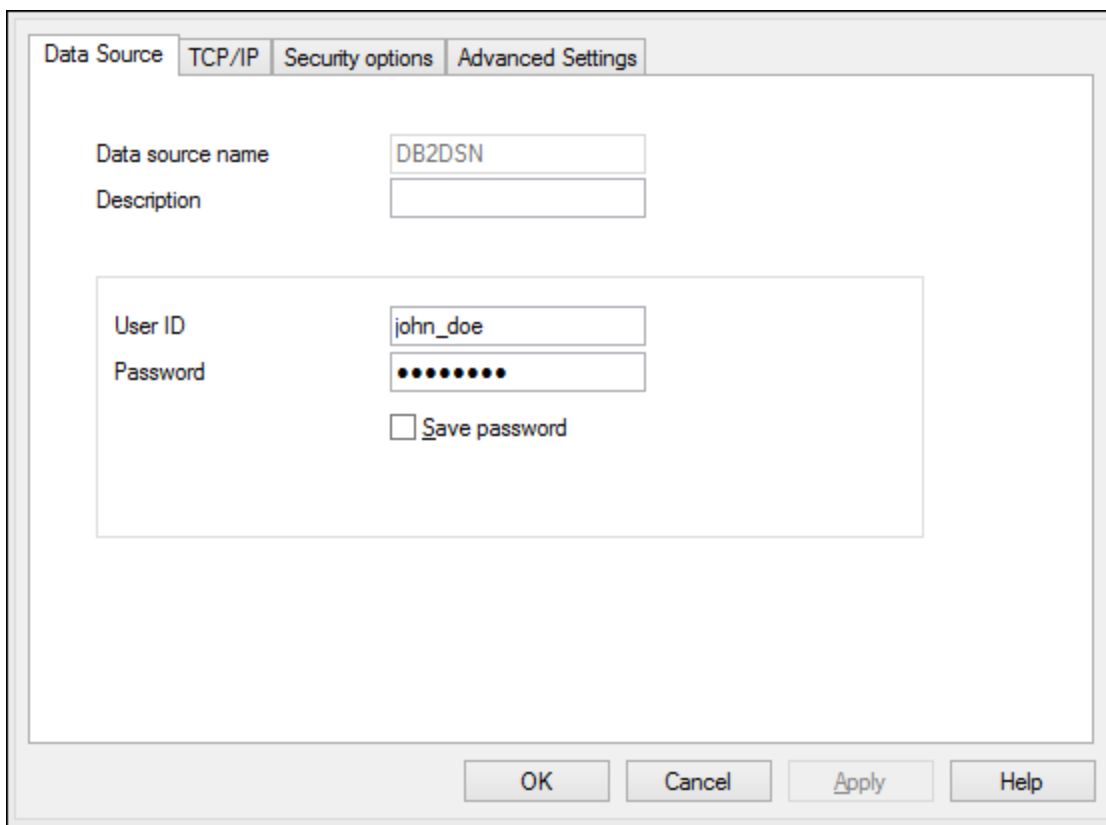 Data Source TCP/IP Security options Advanced Settings
Data source name DB2DSN
Description
User ID john_doe
Password ••••••••
Save password
OK Cancel Apply Help